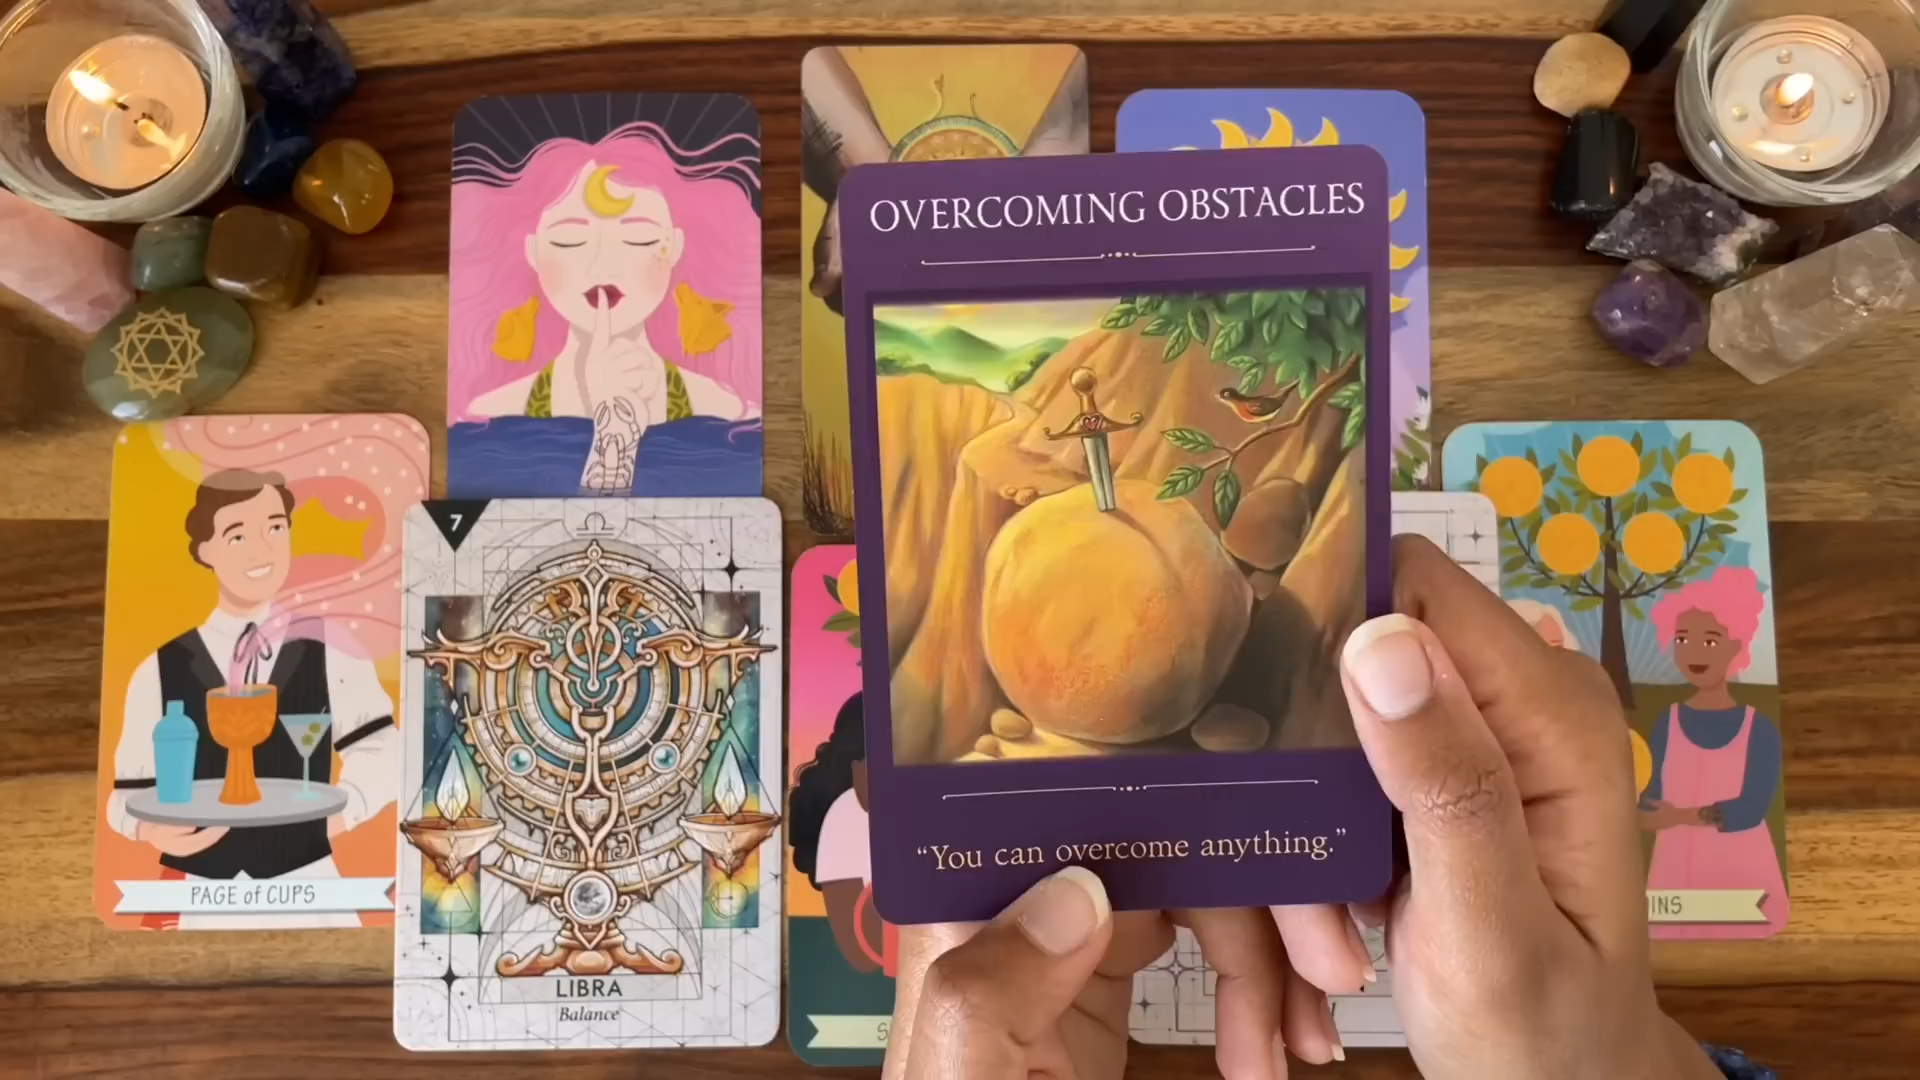 OVERCOMING OBSTACLES
"You can overcome anything."
PAGE of CUPS
7
LIBRA
Balance